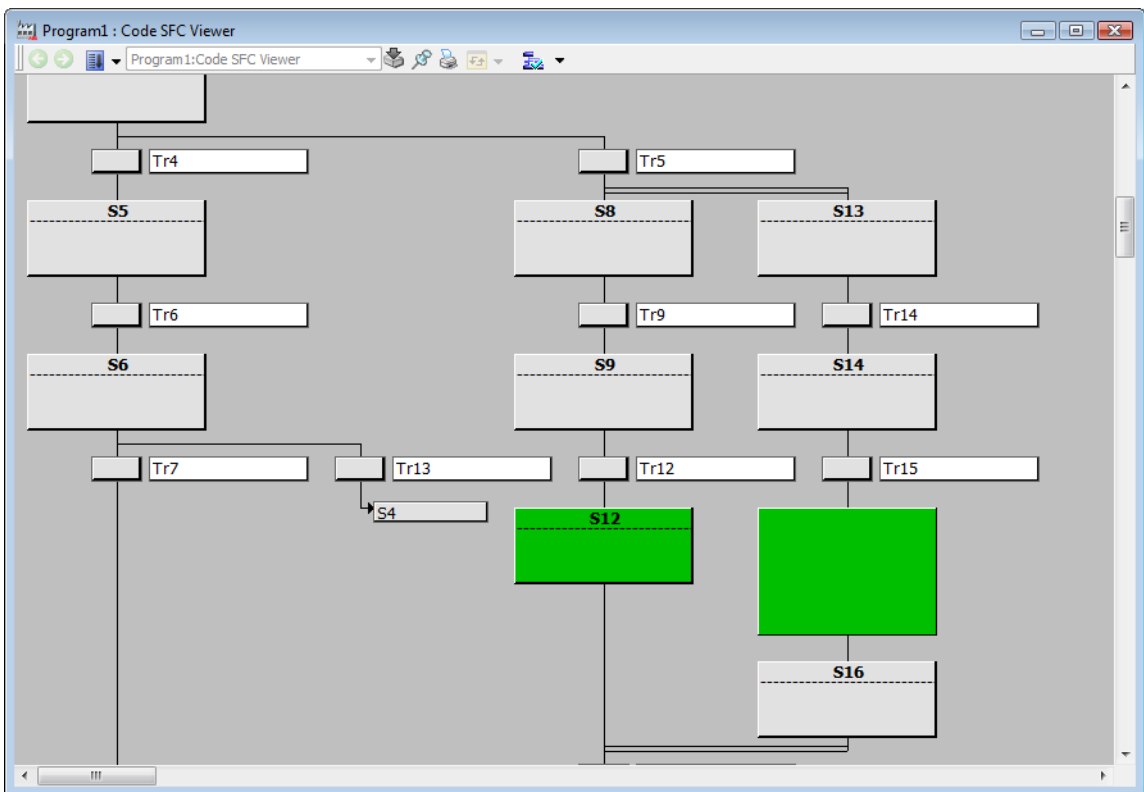 Program1 : Code SFC Viewer
Program1:Code SFC Viewer
Tr4
Tr5
S5
S8
S13
Tr6
Tr9
Tr14
S6
S9
S14
Tr7
Tr13
Tr12
Tr15
S4
S12
S16